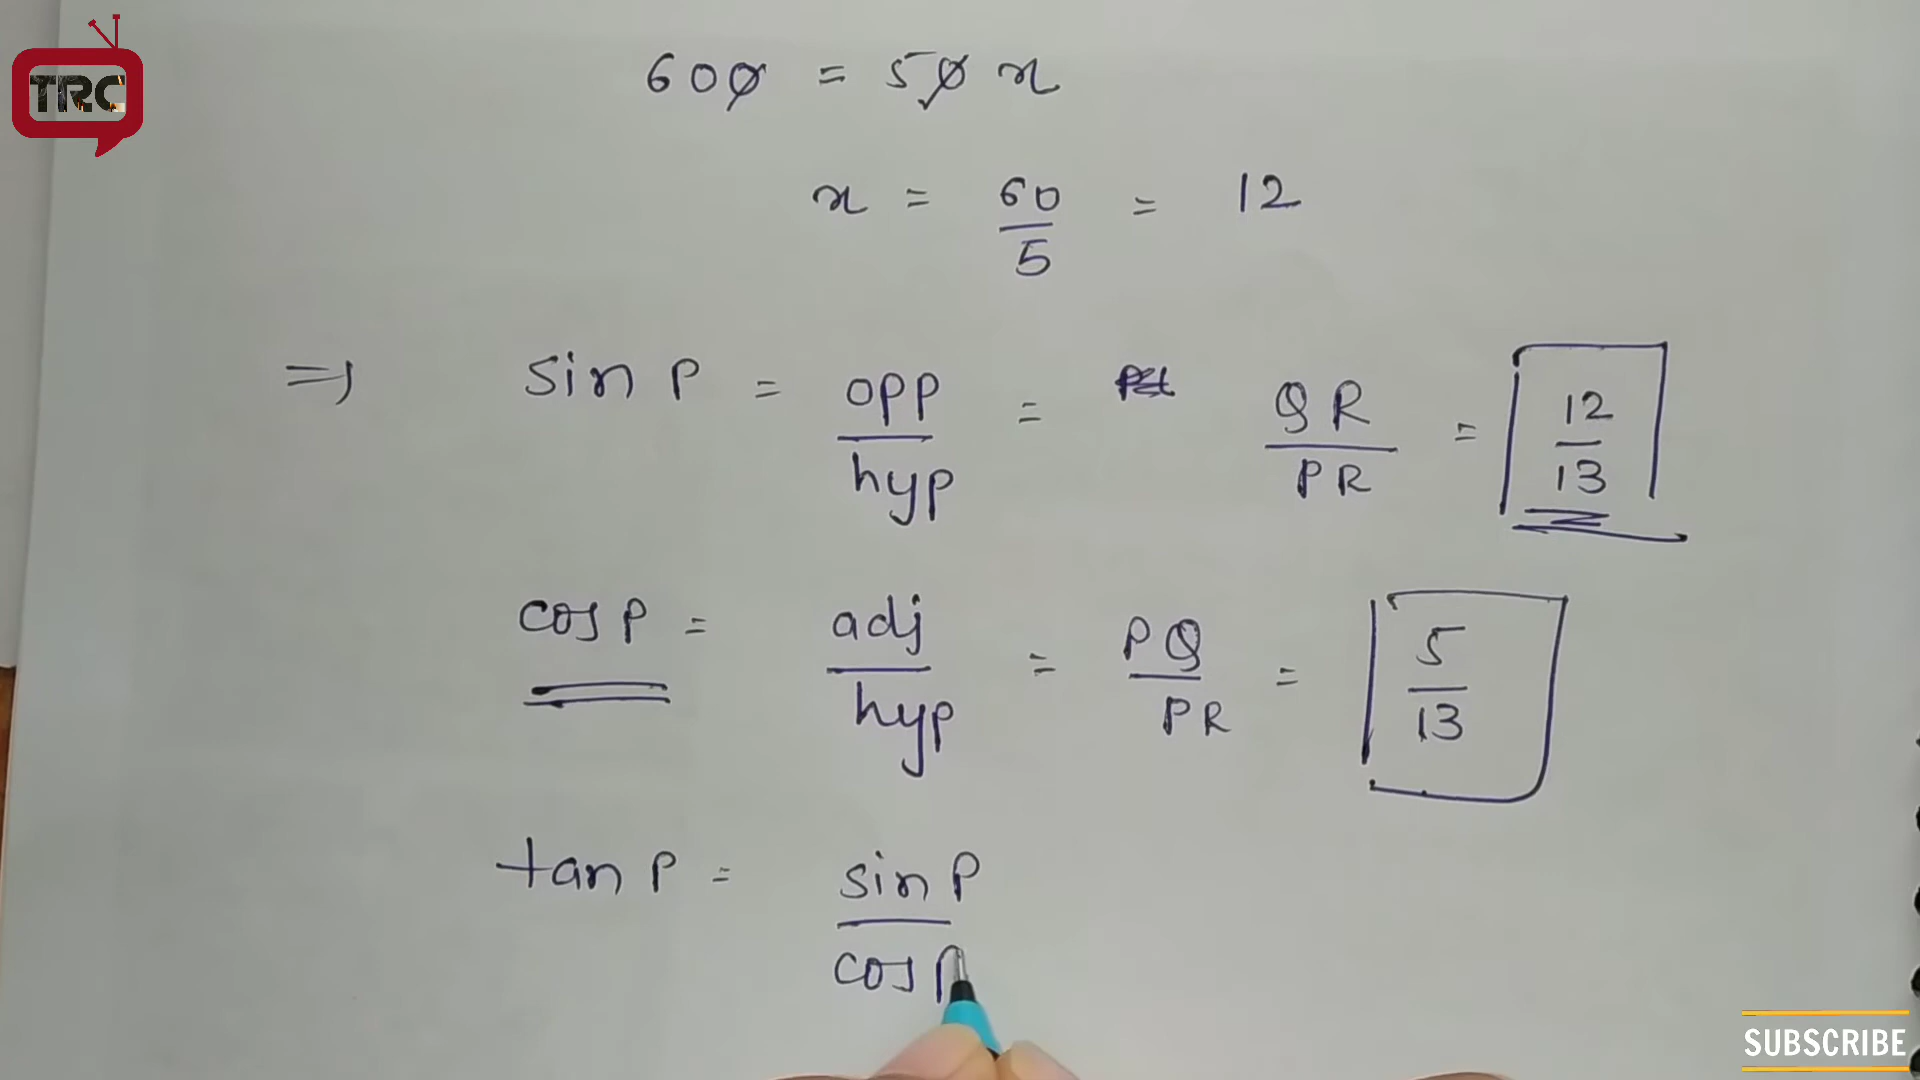 TRC
600 = 50 x
x = 60/5 = 12
=> sin P = opp/hyp = QR/PR = 12/13
cos P = adj/hyp = PQ/PR = 5/13
tan P = sin P/cos P
SUBSCRIBE